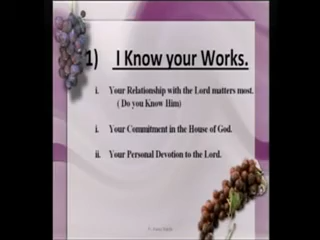 1) I Know your Works.
i. Your Relationship with the Lord matters most.
( Do you Know Him)
i. Your Commitment in the House of God.
ii. Your Personal Devotion to the Lord.